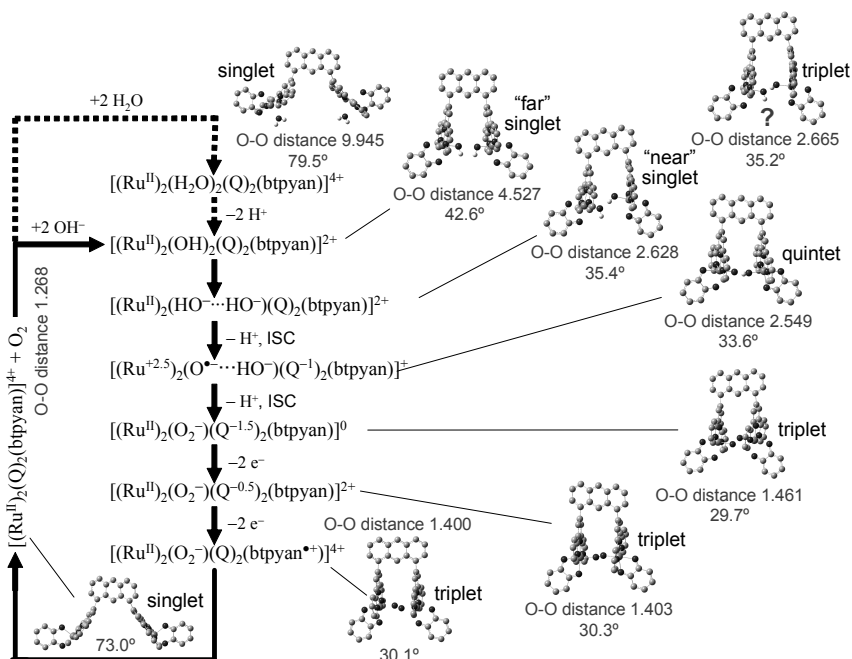 singlet
O-O distance 9.945
79.5º
"far"
singlet
O-O distance 4.527
42.6º
"near"
singlet
O-O distance 2.628
35.4º
triplet
?
O-O distance 2.665
35.2º
quintet
O-O distance 2.549
33.6º
triplet
O-O distance 1.461
29.7º
triplet
O-O distance 1.403
30.3º
O-O distance 1.400
triplet
30.1º
singlet
73.0º
+2 H₂O
[(Ruᴵᴵ)₂(H₂O)₂(Q)₂(btpyan)]⁴⁺
–2 H⁺
+2 OH⁻
[(Ruᴵᴵ)₂(OH)₂(Q)₂(btpyan)]²⁺
[(Ruᴵᴵ)₂(HO⁻···HO⁻)(Q)₂(btpyan)]²⁺
– H⁺, ISC
[(Ru⁺²·⁵)₂(O•⁻···HO⁻)(Q⁻¹)₂(btpyan)]⁺
– H⁺, ISC
[(Ruᴵᴵ)₂(O₂⁻)(Q⁻¹·⁵)₂(btpyan)]⁰
–2 e⁻
[(Ruᴵᴵ)₂(O₂⁻)(Q⁻⁰·⁵)₂(btpyan)]²⁺
–2 e⁻
[(Ruᴵᴵ)₂(O₂⁻)(Q)₂(btpyan•⁺)]⁴⁺
[(Ruᴵᴵ)₂(Q)₂(btpyan)]⁴⁺ + O₂
O-O distance 1.268